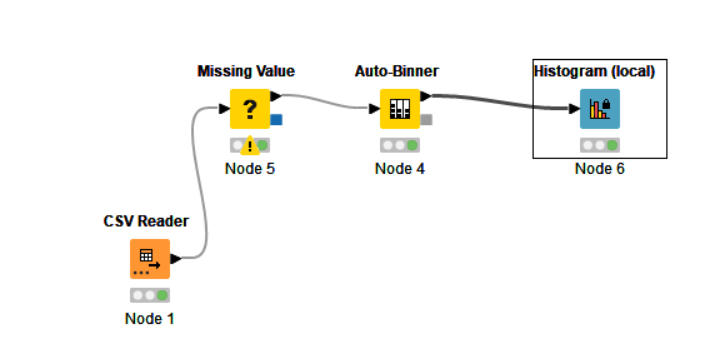 Missing Value
Auto-Binner
Histogram (local)
?
!
Node 5
Node 4
Node 6
CSV Reader
Node 1